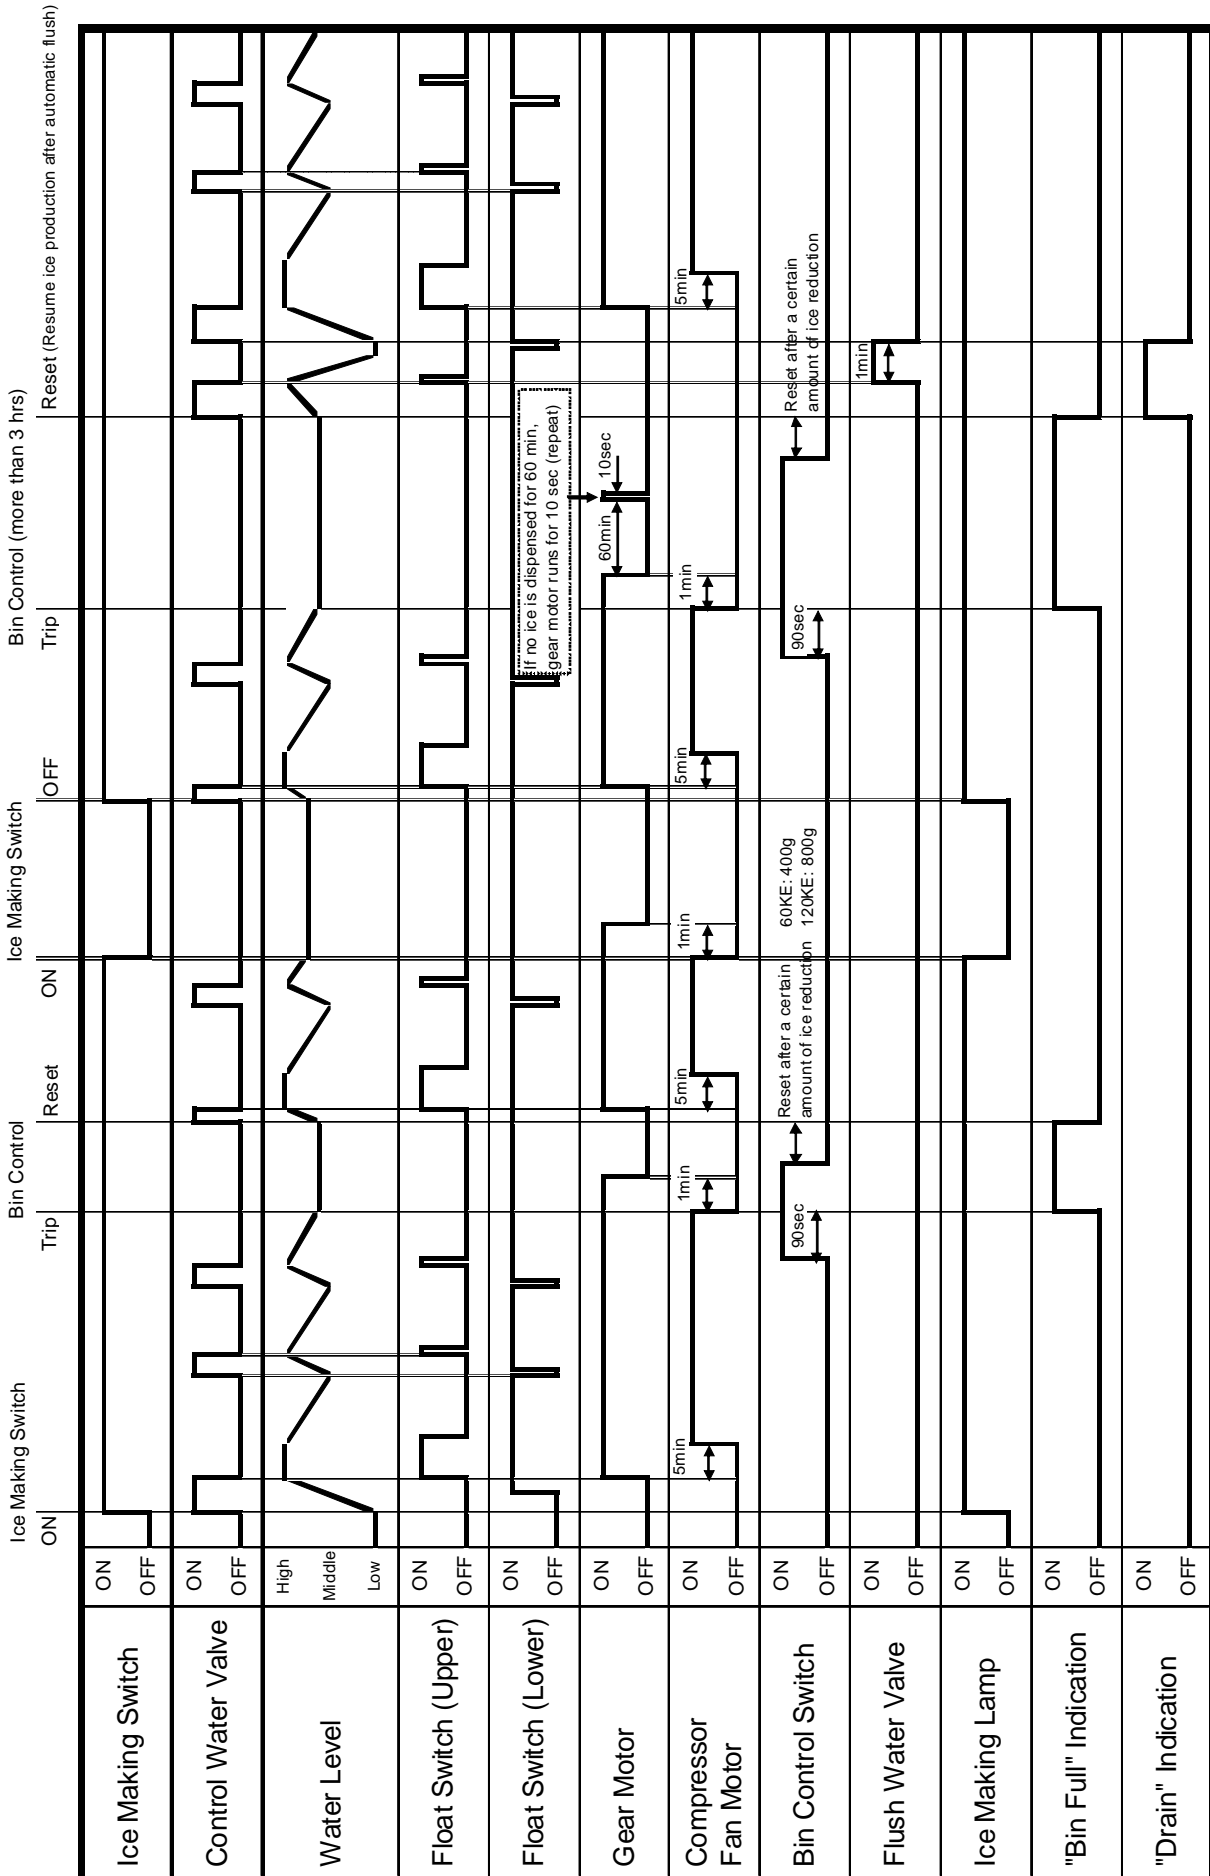 Ice Making Switch
Bin Control
Ice Making Switch
Bin Control (more than 3 hrs)
ON
Trip
Reset
ON
OFF
Trip
Reset (Resume ice production after automatic flush)
Ice Making Switch
ON
OFF
Control Water Valve
ON
OFF
Water Level
High
Middle
Low
Float Switch (Upper)
ON
OFF
Float Switch (Lower)
ON
OFF
If no ice is dispensed for 60 min,
gear motor runs for 10 sec (repeat)
Gear Motor
ON
OFF
60min
10sec
Compressor
Fan Motor
ON
OFF
5min
1min
5min
1min
5min
1min
5min
Bin Control Switch
ON
OFF
90sec
Reset after a certain
amount of ice reduction
60KE: 400g
120KE: 800g
90sec
Reset after a certain
amount of ice reduction
Flush Water Valve
ON
OFF
1min
Ice Making Lamp
ON
OFF
"Bin Full" Indication
ON
OFF
"Drain" Indication
ON
OFF